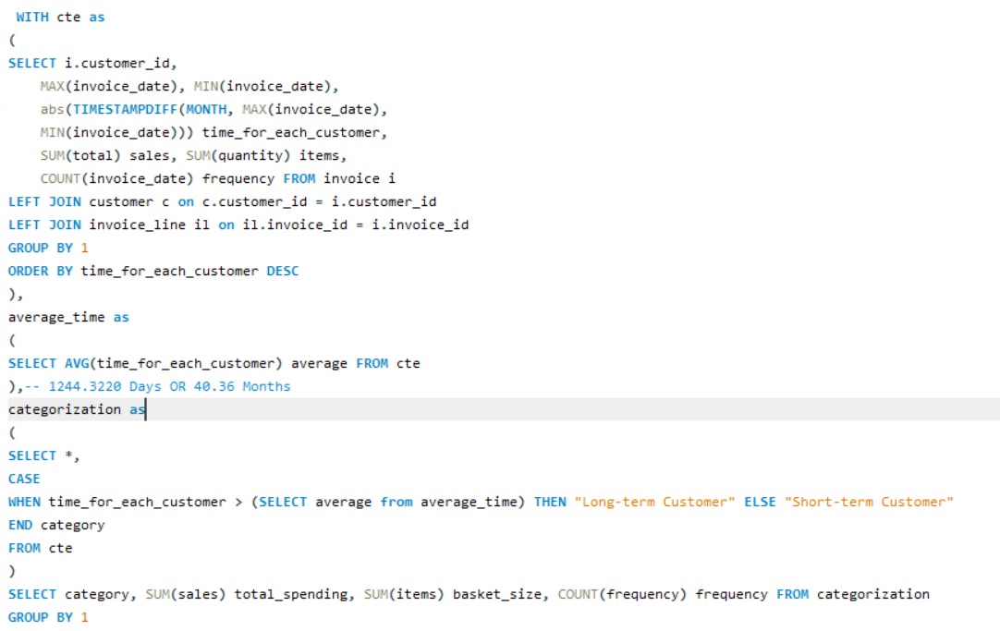 WITH cte as
(
SELECT i.customer_id,
MAX(invoice_date), MIN(invoice_date),
abs(TIMESTAMPDIFF(MONTH, MAX(invoice_date),
MIN(invoice_date))) time_for_each_customer,
SUM(total) sales, SUM(quantity) items,
COUNT(invoice_date) frequency FROM invoice i
LEFT JOIN customer c on c.customer_id = i.customer_id
LEFT JOIN invoice_line il on il.invoice_id = i.invoice_id
GROUP BY 1
ORDER BY time_for_each_customer DESC
),
average_time as
(
SELECT AVG(time_for_each_customer) average FROM cte
),-- 1244.3220 Days OR 40.36 Months
categorization as
(
SELECT *,
CASE
WHEN time_for_each_customer > (SELECT average from average_time) THEN "Long-term Customer" ELSE "Short-term Customer"
END category
FROM cte
)
SELECT category, SUM(sales) total_spending, SUM(items) basket_size, COUNT(frequency) frequency FROM categorization
GROUP BY 1